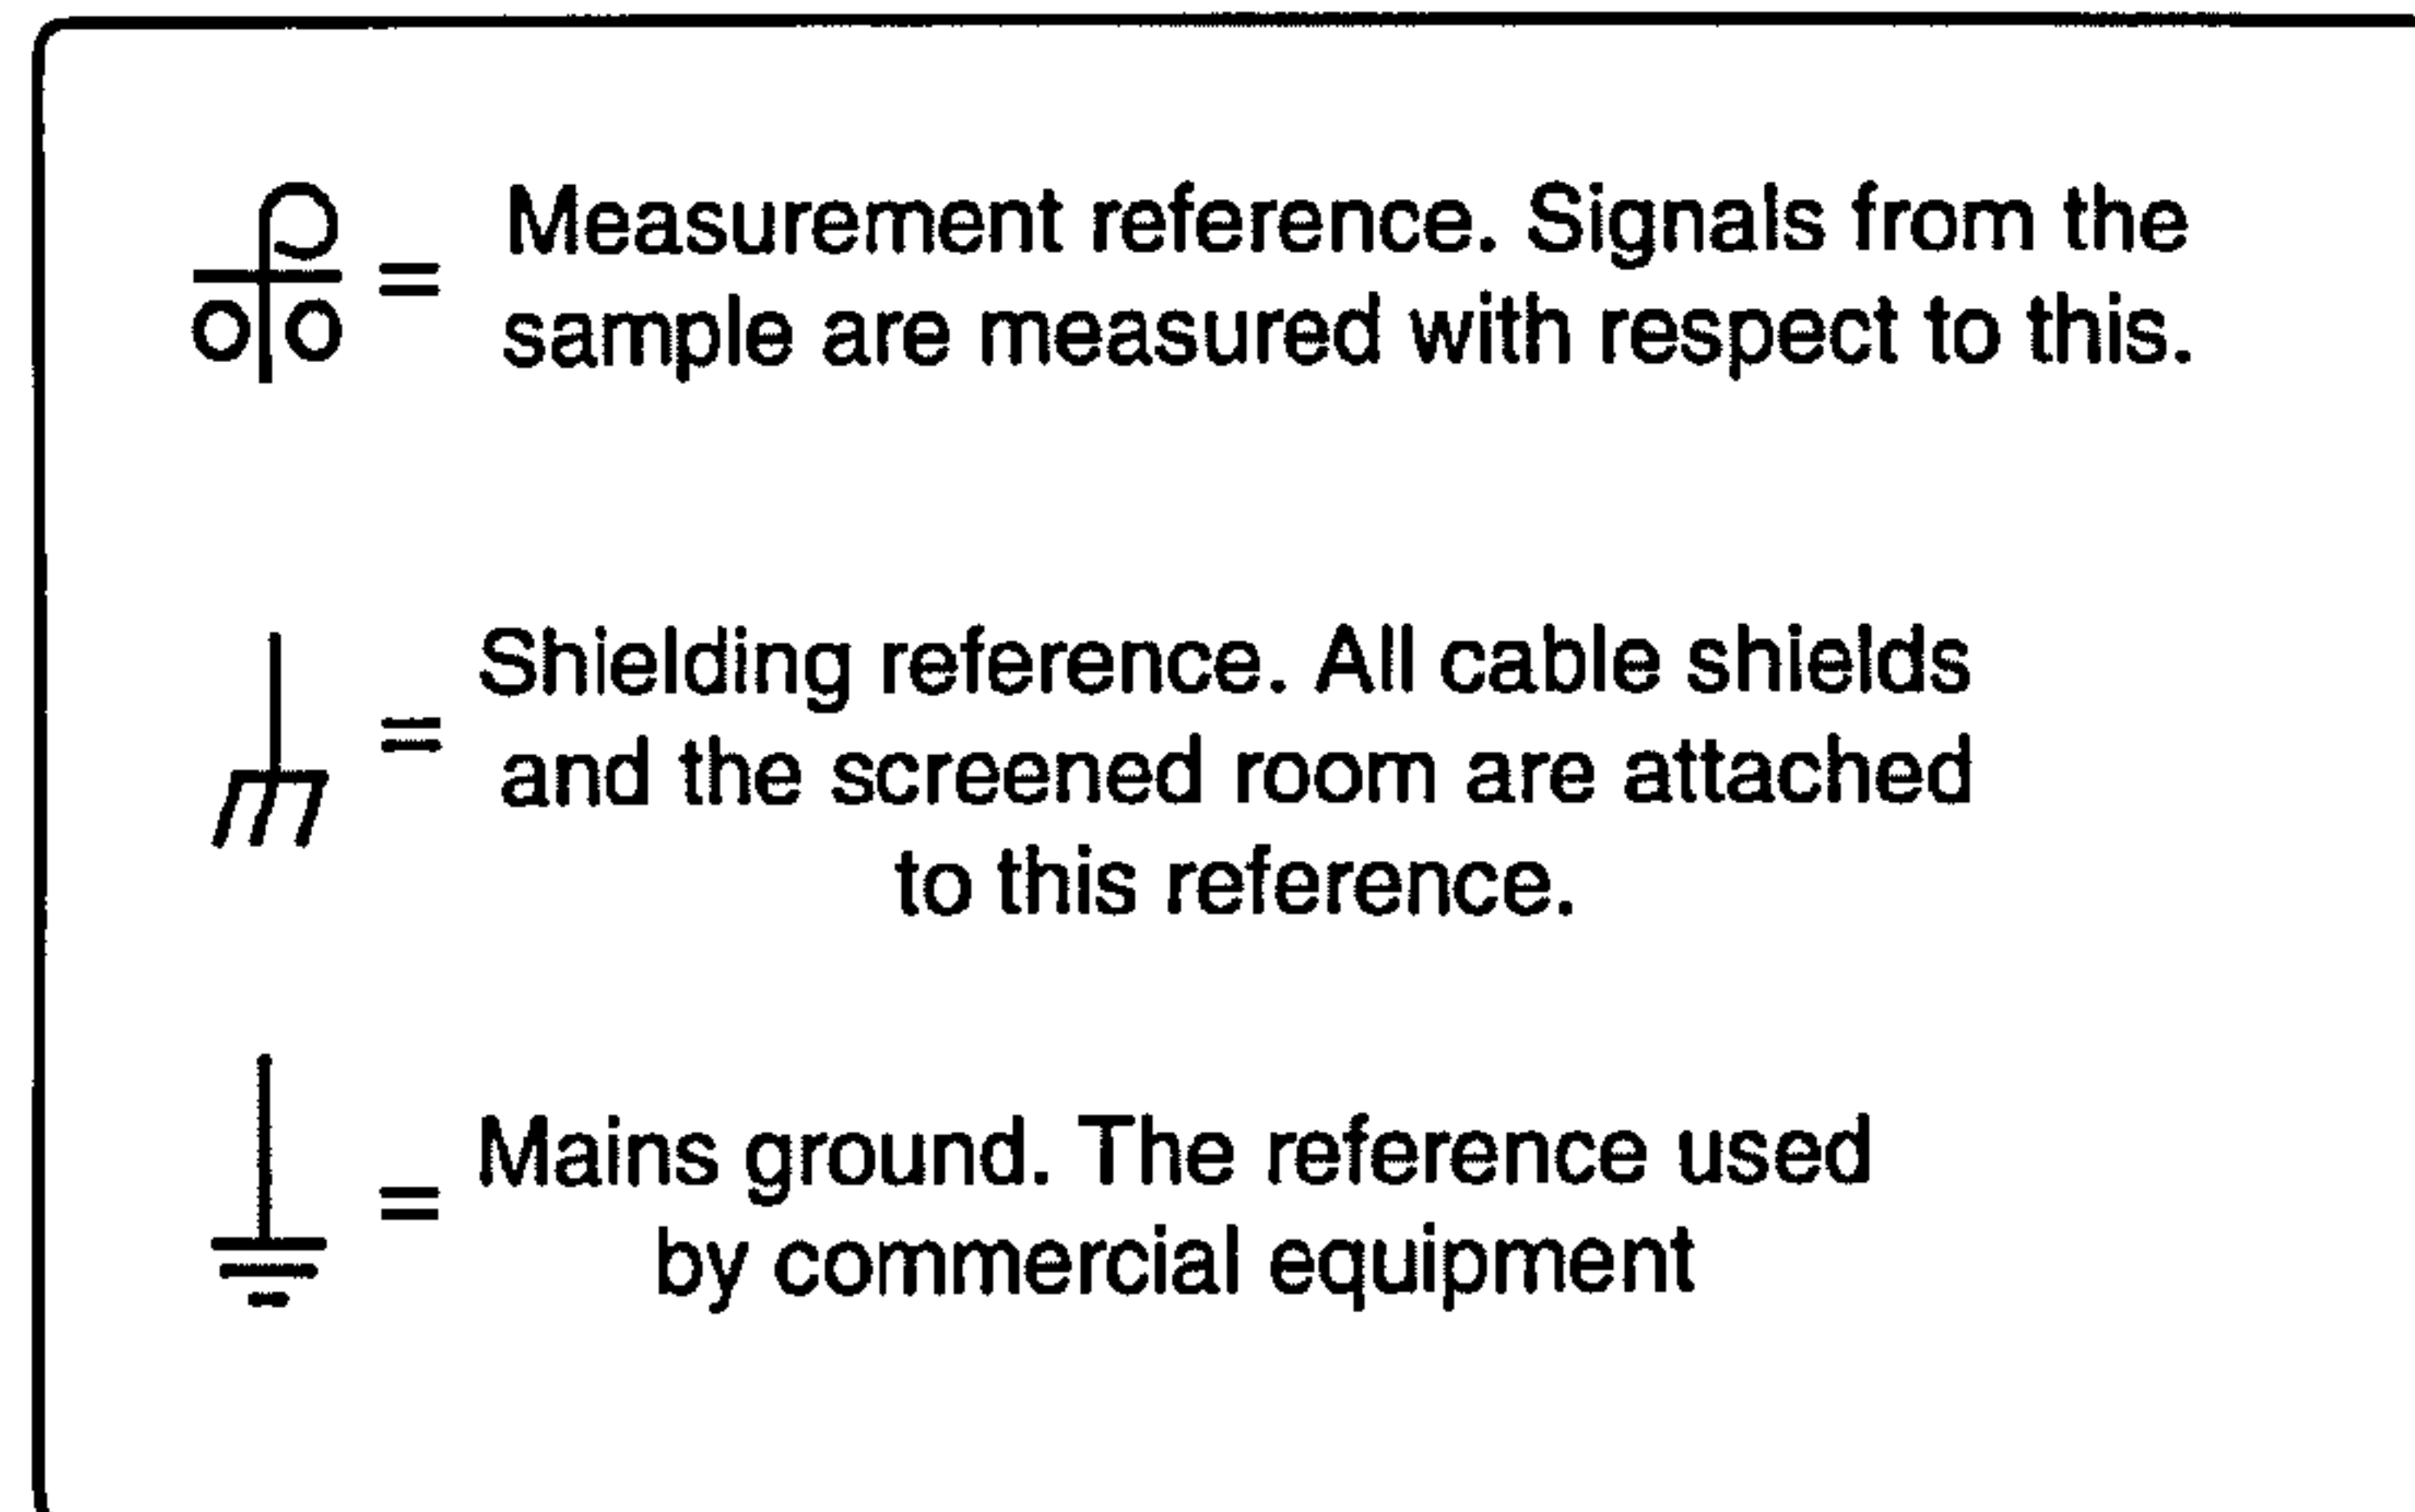 = Measurement reference. Signals from the
sample are measured with respect to this.
= Shielding reference. All cable shields
and the screened room are attached
to this reference.
= Mains ground. The reference used
by commercial equipment